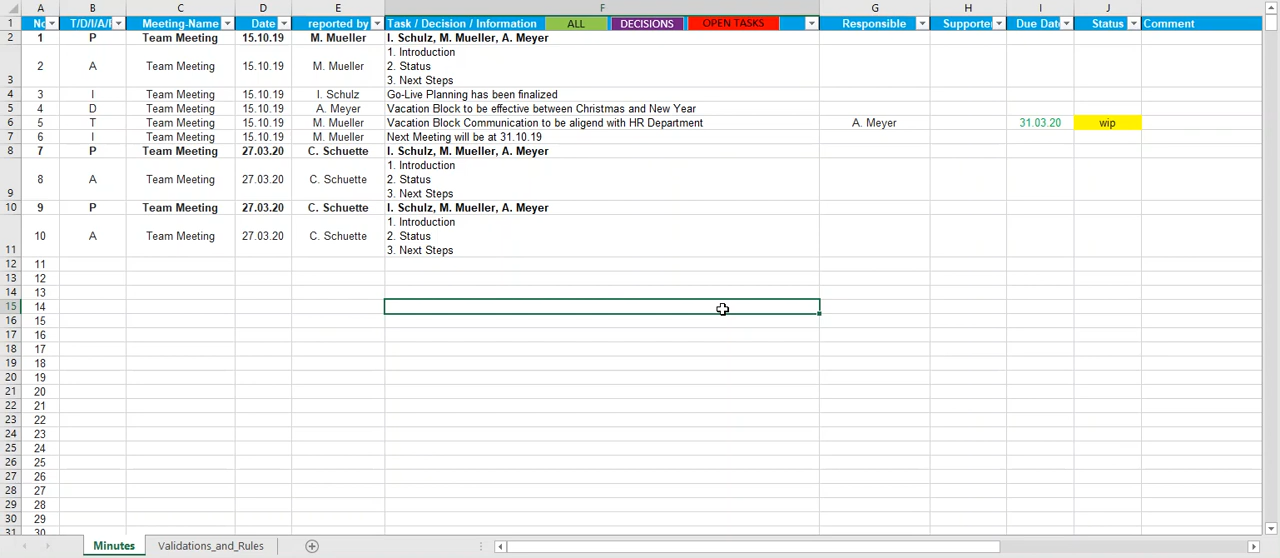 A B C D E F G H I J K
1 No T/D/I/A/P Meeting-Name Date reported by Task / Decision / Information ALL DECISIONS OPEN TASKS Responsible Supporter Due Date Status Comment
2 1 P Team Meeting 15.10.19 M. Mueller I. Schulz, M. Mueller, A. Meyer
1. Introduction
2 A Team Meeting 15.10.19 M. Mueller 2. Status
3 3. Next Steps
4 3 I Team Meeting 15.10.19 I. Schulz Go-Live Planning has been finalized
5 4 D Team Meeting 15.10.19 A. Meyer Vacation Block to be effective between Christmas and New Year
6 5 T Team Meeting 15.10.19 M. Mueller Vacation Block Communication to be aligend with HR Department A. Meyer 31.03.20 wip
7 6 I Team Meeting 15.10.19 M. Mueller Next Meeting will be at 31.10.19
8 7 P Team Meeting 27.03.20 C. Schuette I. Schulz, M. Mueller, A. Meyer
1. Introduction
8 A Team Meeting 27.03.20 C. Schuette 2. Status
9 3. Next Steps
10 9 P Team Meeting 27.03.20 C. Schuette I. Schulz, M. Mueller, A. Meyer
1. Introduction
10 A Team Meeting 27.03.20 C. Schuette 2. Status
11 3. Next Steps
12 11
13 12
14 13
15 14
16 15
17 16
18 17
19 18
20 19
21 20
22 21
23 22
24 23
25 24
26 25
27 26
28 27
29 28
30 29
31 30
Minutes Validations_and_Rules